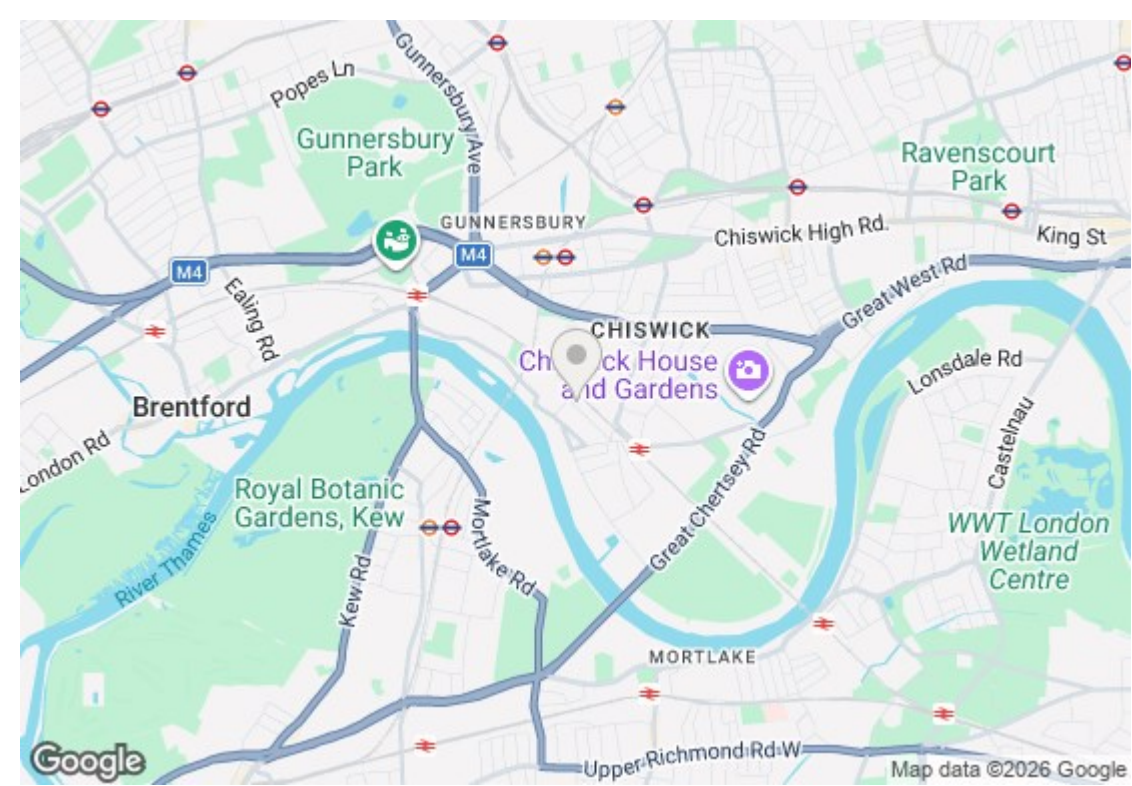 Popes Ln
Gunnersbury Ave
Gunnersbury
Park
Ravenscourt
Park
GUNNERSBURY
Chiswick High Rd.
King St
M4
M4
Great West Rd
Ealing Rd
CHISWICK
Chiswick House
and Gardens
Lonsdale Rd
Brentford
Castelnau
London Rd
Great Chertsey Rd
Royal Botanic
Gardens, Kew
Mortlake Rd
WWT London
Wetland
Centre
River Thames
Kew Rd
MORTLAKE
Upper Richmond Rd W
Google
Map data ©2026 Google